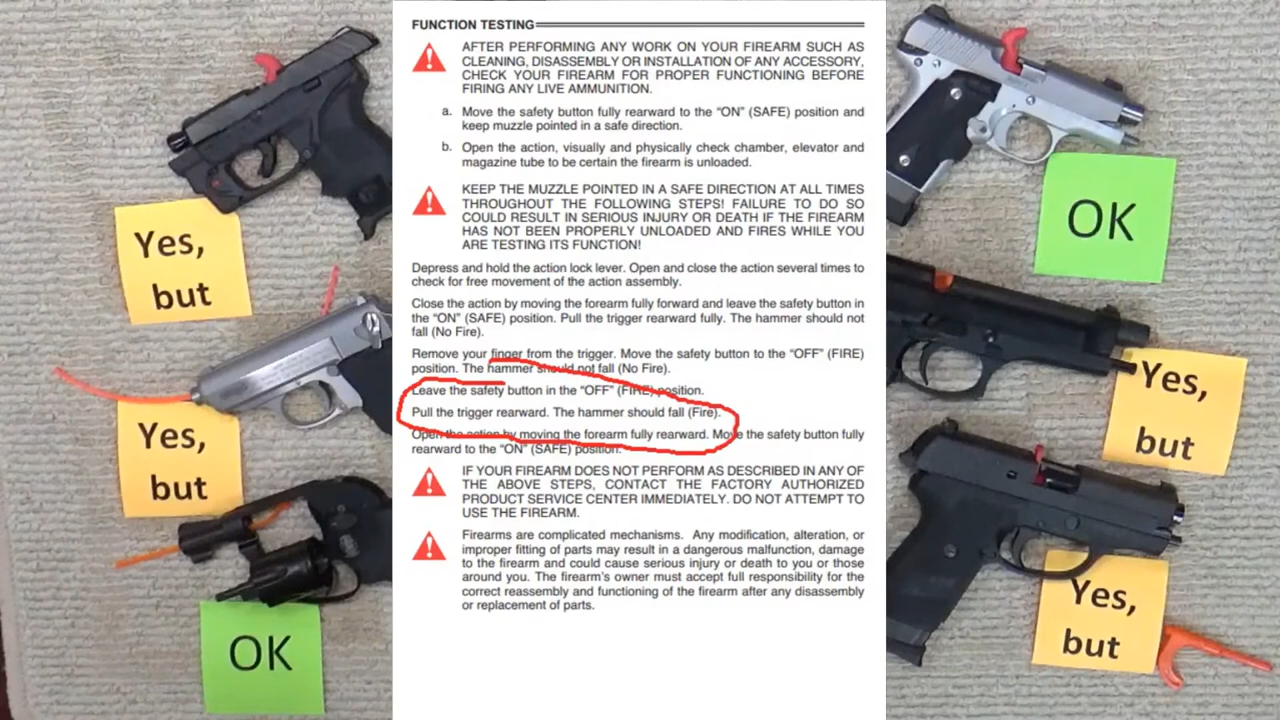 FUNCTION TESTING
AFTER PERFORMING ANY WORK ON YOUR FIREARM SUCH AS
CLEANING, DISASSEMBLY OR INSTALLATION OF ANY ACCESSORY,
CHECK YOUR FIREARM FOR PROPER FUNCTIONING BEFORE
FIRING ANY LIVE AMMUNITION.
a. Move the safety button fully rearward to the “ON” (SAFE) position and
keep muzzle pointed in a safe direction.
b. Open the action, visually and physically check chamber, elevator and
magazine tube to be certain the firearm is unloaded.
KEEP THE MUZZLE POINTED IN A SAFE DIRECTION AT ALL TIMES
THROUGHOUT THE FOLLOWING STEPS! FAILURE TO DO SO
COULD RESULT IN SERIOUS INJURY OR DEATH IF THE FIREARM
HAS NOT BEEN PROPERLY UNLOADED AND FIRES WHILE YOU
ARE TESTING ITS FUNCTION!
Depress and hold the action lock lever. Open and close the action several times to
check for free movement of the action assembly.
Close the action by moving the forearm fully forward and leave the safety button in
the “ON” (SAFE) position. Pull the trigger rearward fully. The hammer should not
fall (No Fire).
Remove your finger from the trigger. Move the safety button to the “OFF” (FIRE)
position. The hammer should not fall (No Fire).
Leave the safety button in the “OFF” (FIRE) position.
Pull the trigger rearward. The hammer should fall (Fire).
Open the action by moving the forearm fully rearward. Move the safety button fully
rearward to the “ON” (SAFE) position.
IF YOUR FIREARM DOES NOT PERFORM AS DESCRIBED IN ANY OF
THE ABOVE STEPS, CONTACT THE FACTORY AUTHORIZED
PRODUCT SERVICE CENTER IMMEDIATELY. DO NOT ATTEMPT TO
USE THE FIREARM.
Firearms are complicated mechanisms. Any modification, alteration, or
improper fitting of parts may result in a dangerous malfunction, damage
to the firearm and could cause serious injury or death to you or those
around you. The firearm's owner must accept full responsibility for the
correct reassembly and functioning of the firearm after any disassembly
or replacement of parts.
Yes,
but
Yes,
but
OK
OK
Yes,
but
Yes,
but